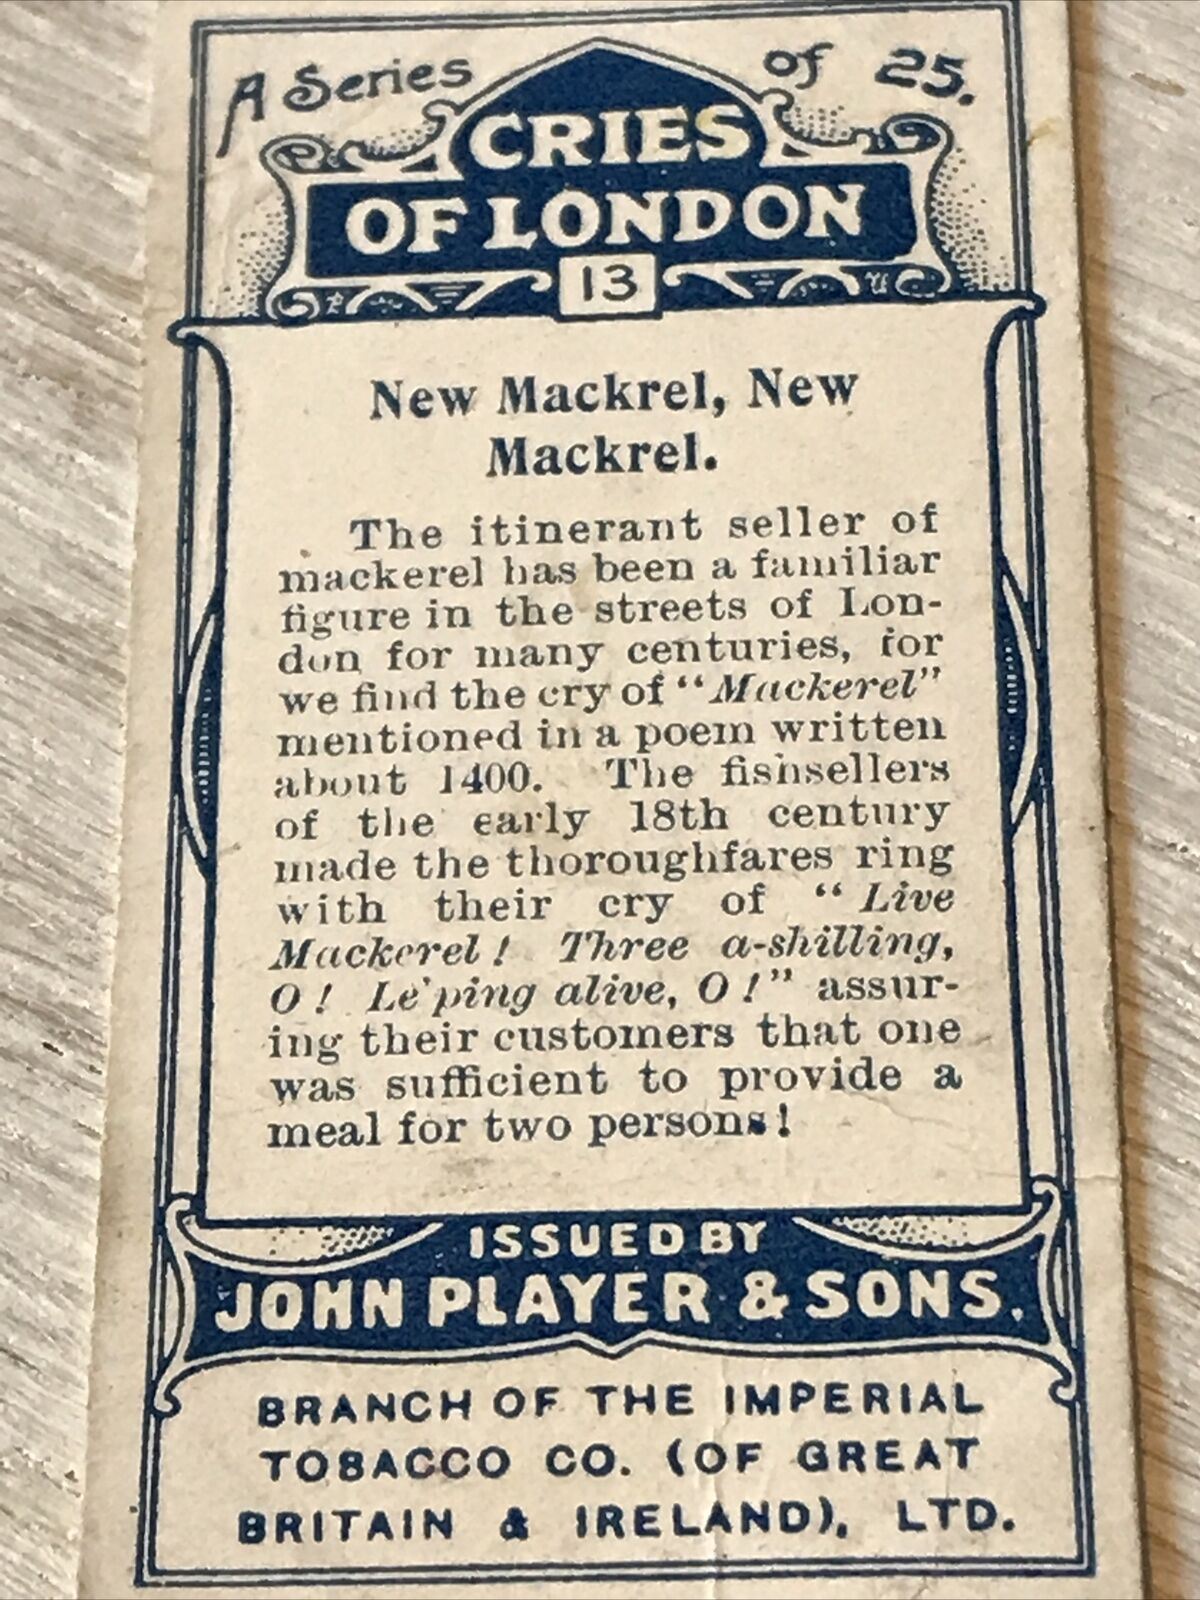 A Series of 25.
CRIES
OF LONDON
13
New Mackrel, New
Mackrel.
The itinerant seller of
mackerel has been a familiar
figure in the streets of Lon-
don for many centuries, for
we find the cry of "Mackerel"
mentioned in a poem written
about 1400. The fishsellers
of the early 18th century
made the thoroughfares ring
with their cry of "Live
Mackerel! Three a-shilling,
O! Le'ping alive, O!" assur-
ing their customers that one
was sufficient to provide a
meal for two persons!
ISSUED BY
JOHN PLAYER & SONS.
BRANCH OF THE IMPERIAL
TOBACCO CO. (OF GREAT
BRITAIN & IRELAND), LTD.